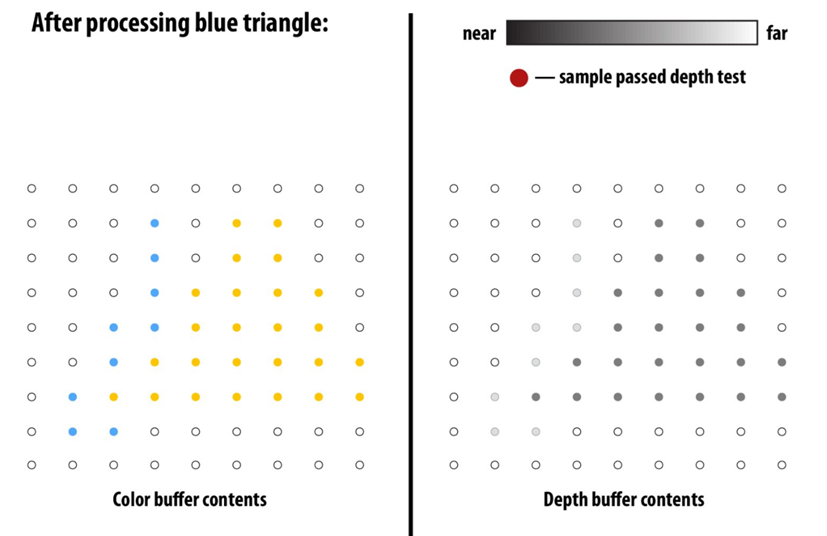 After processing blue triangle:
near far
— sample passed depth test
Color buffer contents
Depth buffer contents